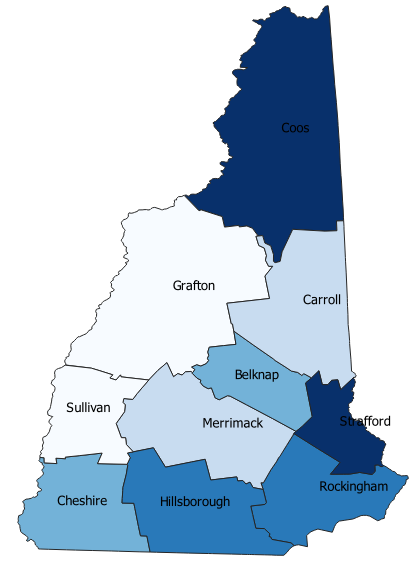 Coos
Grafton
Carroll
Belknap
Sullivan
Merrimack
Strafford
Rockingham
Cheshire
Hillsborough